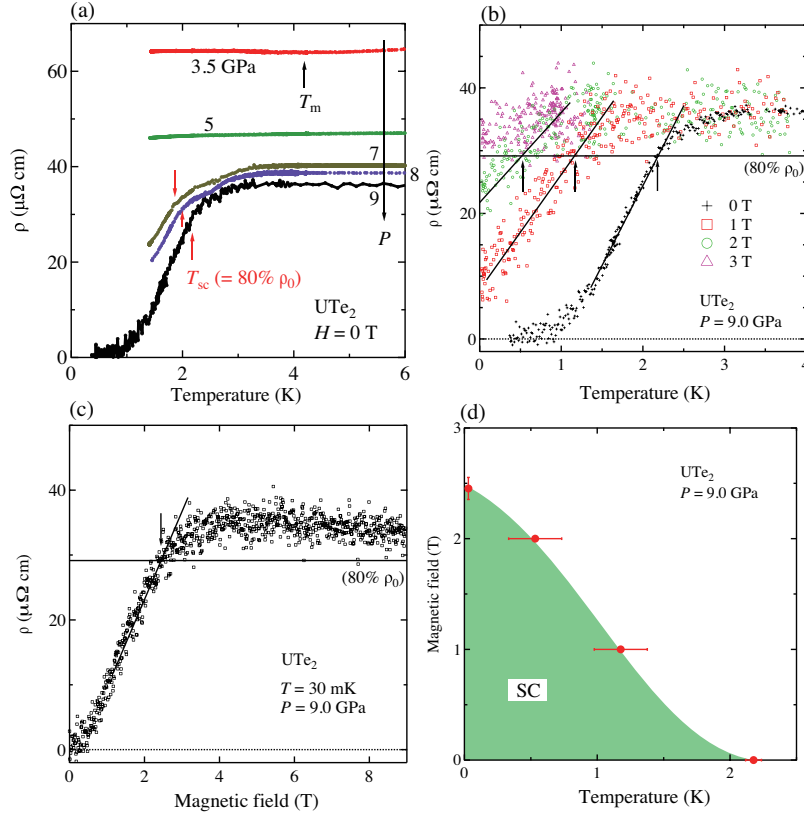 (a)
60
40
20
0
ρ (μΩ cm)
3.5 GPa
T_m
5
7
8
9
P
T_sc (= 80% ρ_0)
UTe_2
H = 0 T
0
2
4
6
Temperature (K)
(b)
60
40
20
0
ρ (μΩ cm)
(80% ρ_0)
0 T
1 T
2 T
3 T
UTe_2
P = 9.0 GPa
0
1
2
3
4
Temperature (K)
(c)
60
40
20
0
ρ (μΩ cm)
(80% ρ_0)
UTe_2
T = 30 mK
P = 9.0 GPa
0
2
4
6
8
Magnetic field (T)
(d)
3
2
1
0
Magnetic field (T)
UTe_2
P = 9.0 GPa
SC
0
1
2
Temperature (K)